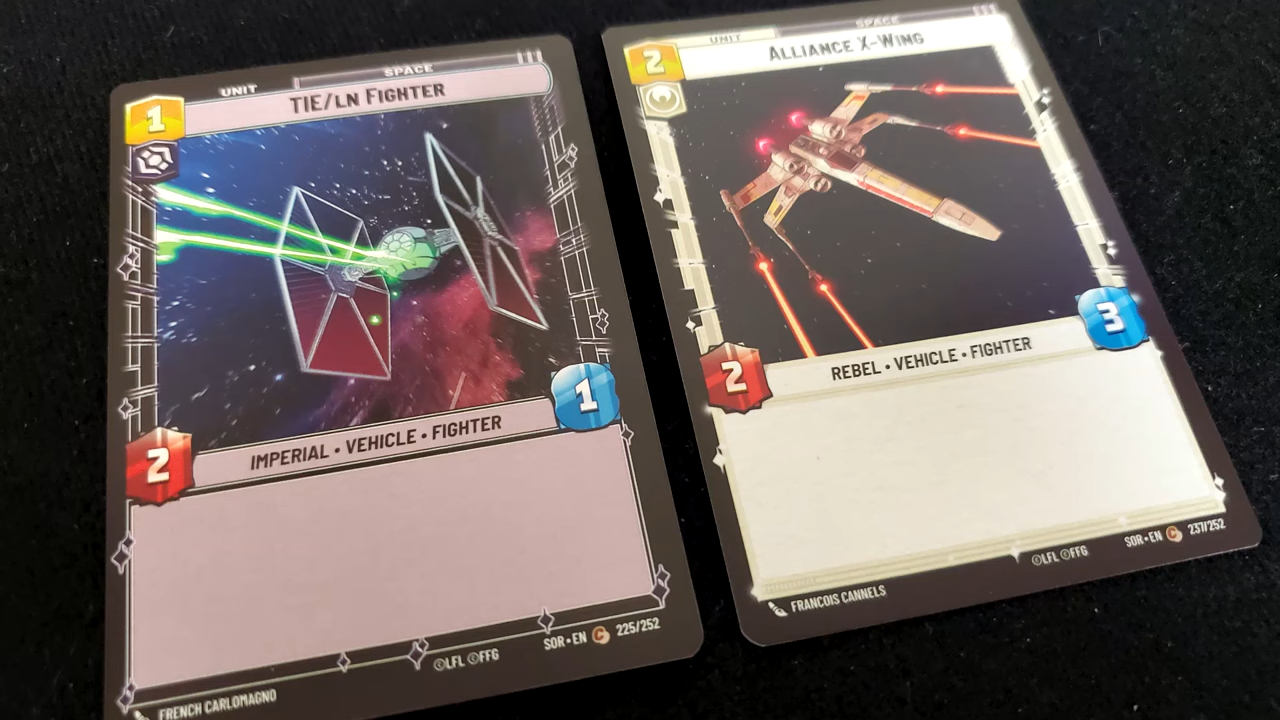 UNIT
SPACE
1
TIE/LN FIGHTER
2
IMPERIAL • VEHICLE • FIGHTER
1
SOR•EN C 225/252
©LFL ©FFG
FRENCH CARLOMAGNO
UNIT
SPACE
2
ALLIANCE X-WING
2
REBEL • VEHICLE • FIGHTER
3
SOR•EN C 237/252
©LFL ©FFG
FRANCOIS CANNELS